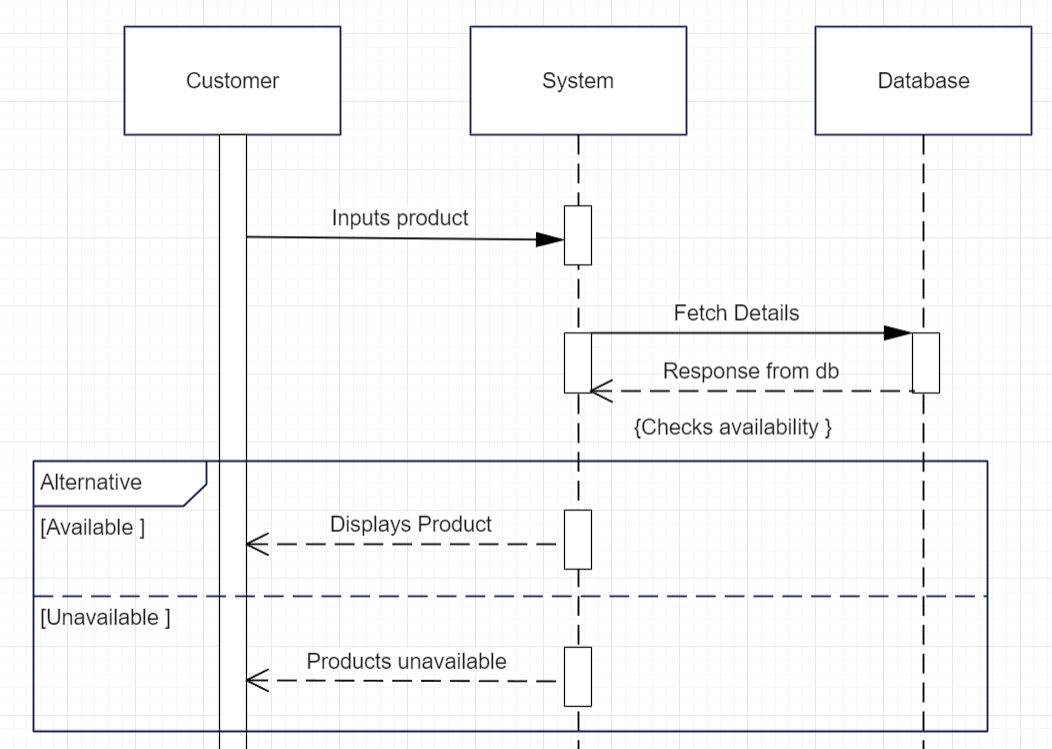 Customer
System
Database
Inputs product
Fetch Details
Response from db
{Checks availability }
Alternative
[Available ]
Displays Product
[Unavailable ]
Products unavailable